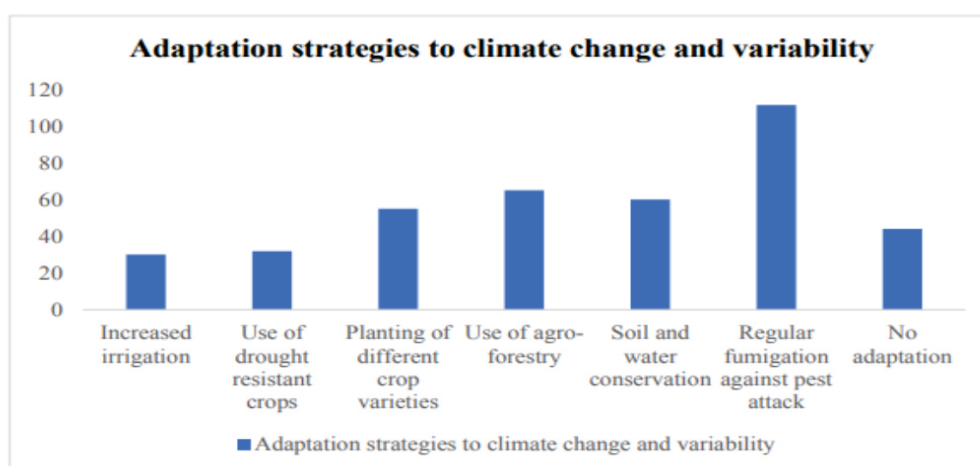 Adaptation strategies to climate change and variability
120
100
80
60
40
20
0
Increased
irrigation
Use of
drought
resistant
crops
Planting of
different
crop
varieties
Use of agro-
forestry
Soil and
water
conservation
Regular
fumigation
against pest
attack
No
adaptation
Adaptation strategies to climate change and variability